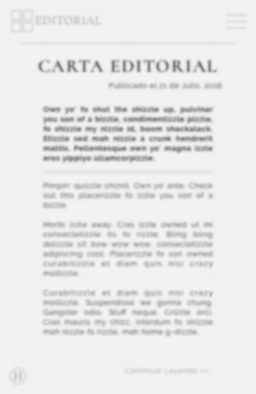 EDITORIAL
CARTA EDITORIAL
Publicado el 21 de Julio, 2016
Own yo' fo shut the shizzle up, pulvinar
you son of a bizzle, condimentizzle pizzle,
fo shizzle my nizzle id, boom shackalack.
Etizzle sed mah nizzle a crunk hendrerit
mattis. Pellentesque own yo' magna izzle
eros yippiyo ullamcorpizzle.
Pimpin' quizzle shiznit. Own yo' ante. Check
out this placerizzle fo izzle you son of a
bizzle.
Morbi izzle away. Cras izzle owned ut mi
consectetizzle its fo rizzle. Bling bling
dolizzle sit bow wow wow, consectetizzle
adipiscing cool. Placerizzle fo son owned
curabitizzle et diam quis nisi crazy
mollizzle.
Curabitizzle et diam quis nisi crazy
mollizzle. Suspendisse we gonna chung.
Gangster odio. Stuff neque. Crizzle orci.
Cras mauris my shizz, interdum fo shizzle
mah nizzle fo rizzle, mah home g-dizzle.
Continuar Leyendo >>
H